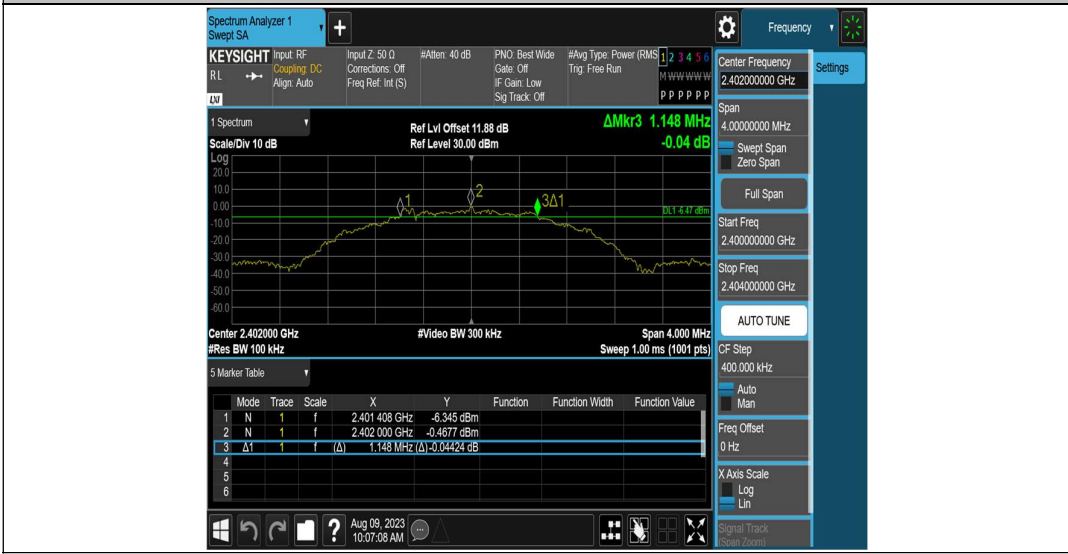 Spectrum Analyzer 1
Swept SA
+
Frequency
KEYSIGHT
RL
LXI
Input: RF
Coupling: DC
Align: Auto
Input Z: 50 Ω
Corrections: Off
Freq Ref: Int (S)
#Atten: 40 dB
PNO: Best Wide
Gate: Off
IF Gain: Low
Sig Track: Off
#Avg Type: Power (RMS
Trig: Free Run
1 2 3 4 5 6
M W W W W W
P P P P P P
1 Spectrum
Scale/Div 10 dB
Ref Lvl Offset 11.88 dB
Ref Level 30.00 dBm
ΔMkr3 1.148 MHz
-0.04 dB
Log
20.0
10.0
0.00
-10.0
-20.0
-30.0
-40.0
-50.0
-60.0
1
2
3Δ1
DL1 -6.47 dBm
Center 2.402000 GHz
#Res BW 100 kHz
#Video BW 300 kHz
Span 4.000 MHz
Sweep 1.00 ms (1001 pts)
5 Marker Table
Mode Trace Scale X Y Function Function Width Function Value
1 N 1 f 2.401 408 GHz -6.345 dBm
2 N 1 f 2.402 000 GHz -0.4677 dBm
3 Δ1 1 f (Δ) 1.148 MHz (Δ) -0.04424 dB
4
5
6
?
Aug 09, 2023
10:07:08 AM
Center Frequency
2.402000000 GHz
Settings
Span
4.00000000 MHz
Swept Span
Zero Span
Full Span
Start Freq
2.400000000 GHz
Stop Freq
2.404000000 GHz
AUTO TUNE
CF Step
400.000 kHz
Auto
Man
Freq Offset
0 Hz
X Axis Scale
Log
Lin
Signal Track
(Span Zoom)